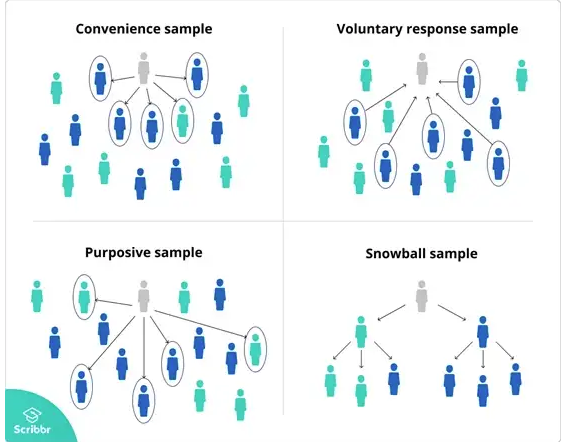 Convenience sample
Voluntary response sample
Purposive sample
Snowball sample
Scribbr